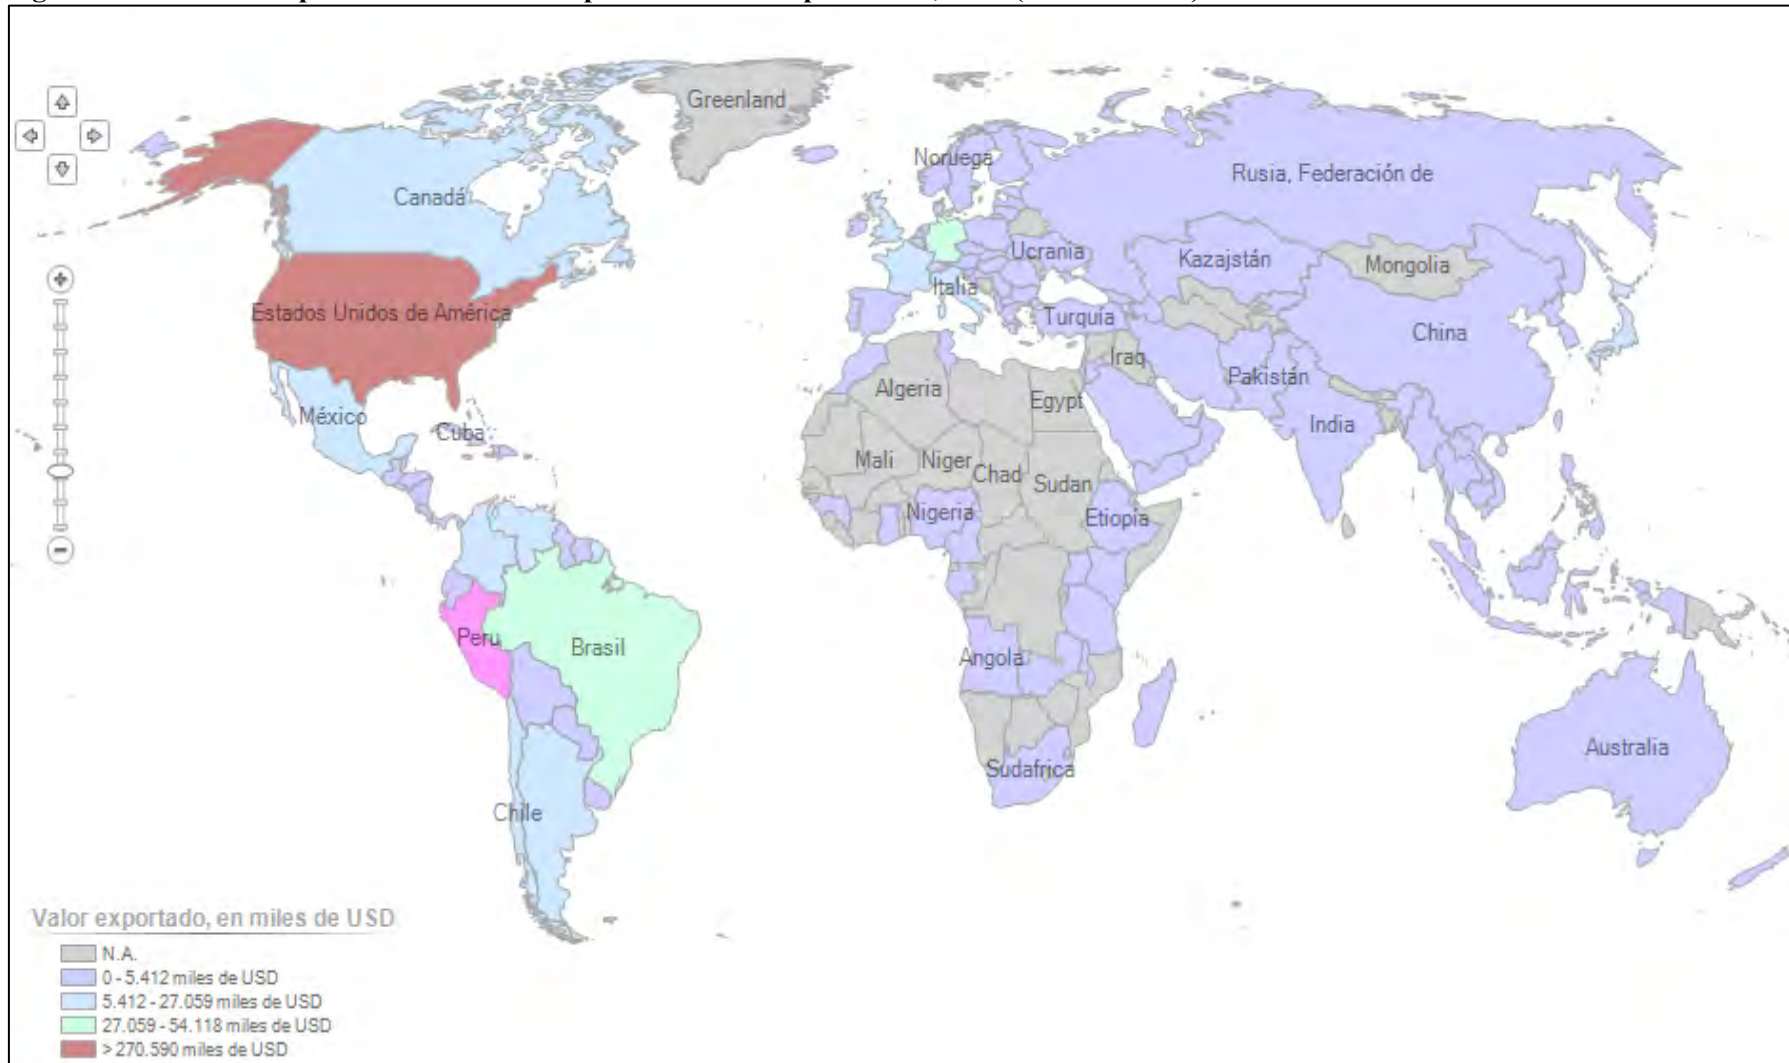 Greenland
Noruega
Rusia, Federación de
Canadá
Ucrania
Kazajstán
Mongolia
Italia
Estados Unidos de América
Turquía
China
Iraq
Pakistán
Algeria
Egypt
México
Cuba
India
Mali
Niger
Chad
Sudan
Nigeria
Etiopía
Peru
Brasil
Angola
Australia
Sudafrica
Chile
Valor exportado, en miles de USD
N.A.
0 - 5.412 miles de USD
5.412 - 27.059 miles de USD
27.059 - 54.118 miles de USD
> 270.590 miles de USD